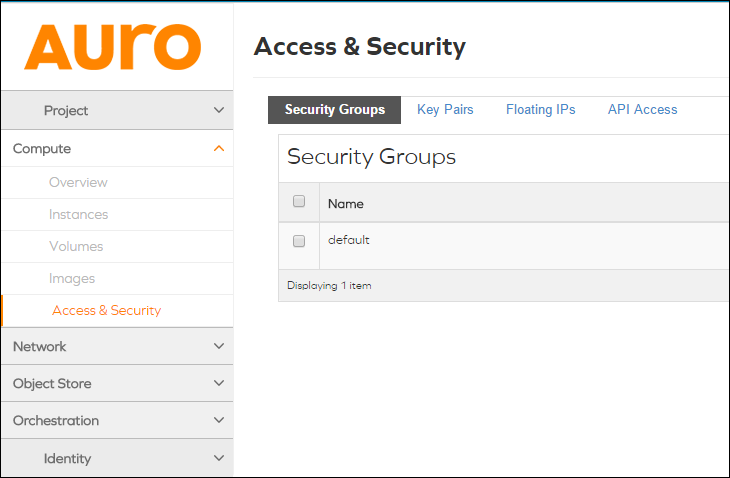 AURO
Project
Compute
Overview
Instances
Volumes
Images
Access & Security
Network
Object Store
Orchestration
Identity
Access & Security
Security Groups Key Pairs Floating IPs API Access
Security Groups
Name
default
Displaying 1 item